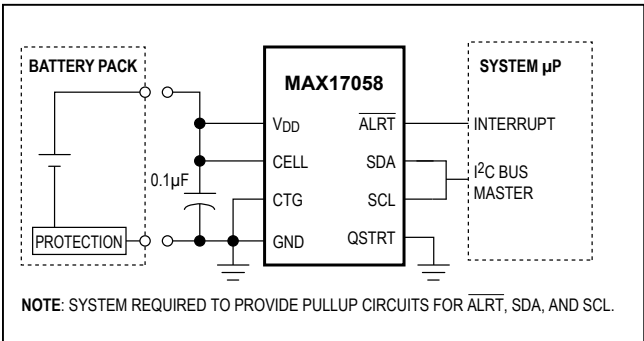 BATTERY PACK
MAX17058
SYSTEM µP
VDD
ALRT
INTERRUPT
CELL
SDA
I²C BUS
MASTER
0.1µF
CTG
SCL
PROTECTION
GND
QSTRT
NOTE: SYSTEM REQUIRED TO PROVIDE PULLUP CIRCUITS FOR ALRT, SDA, AND SCL.